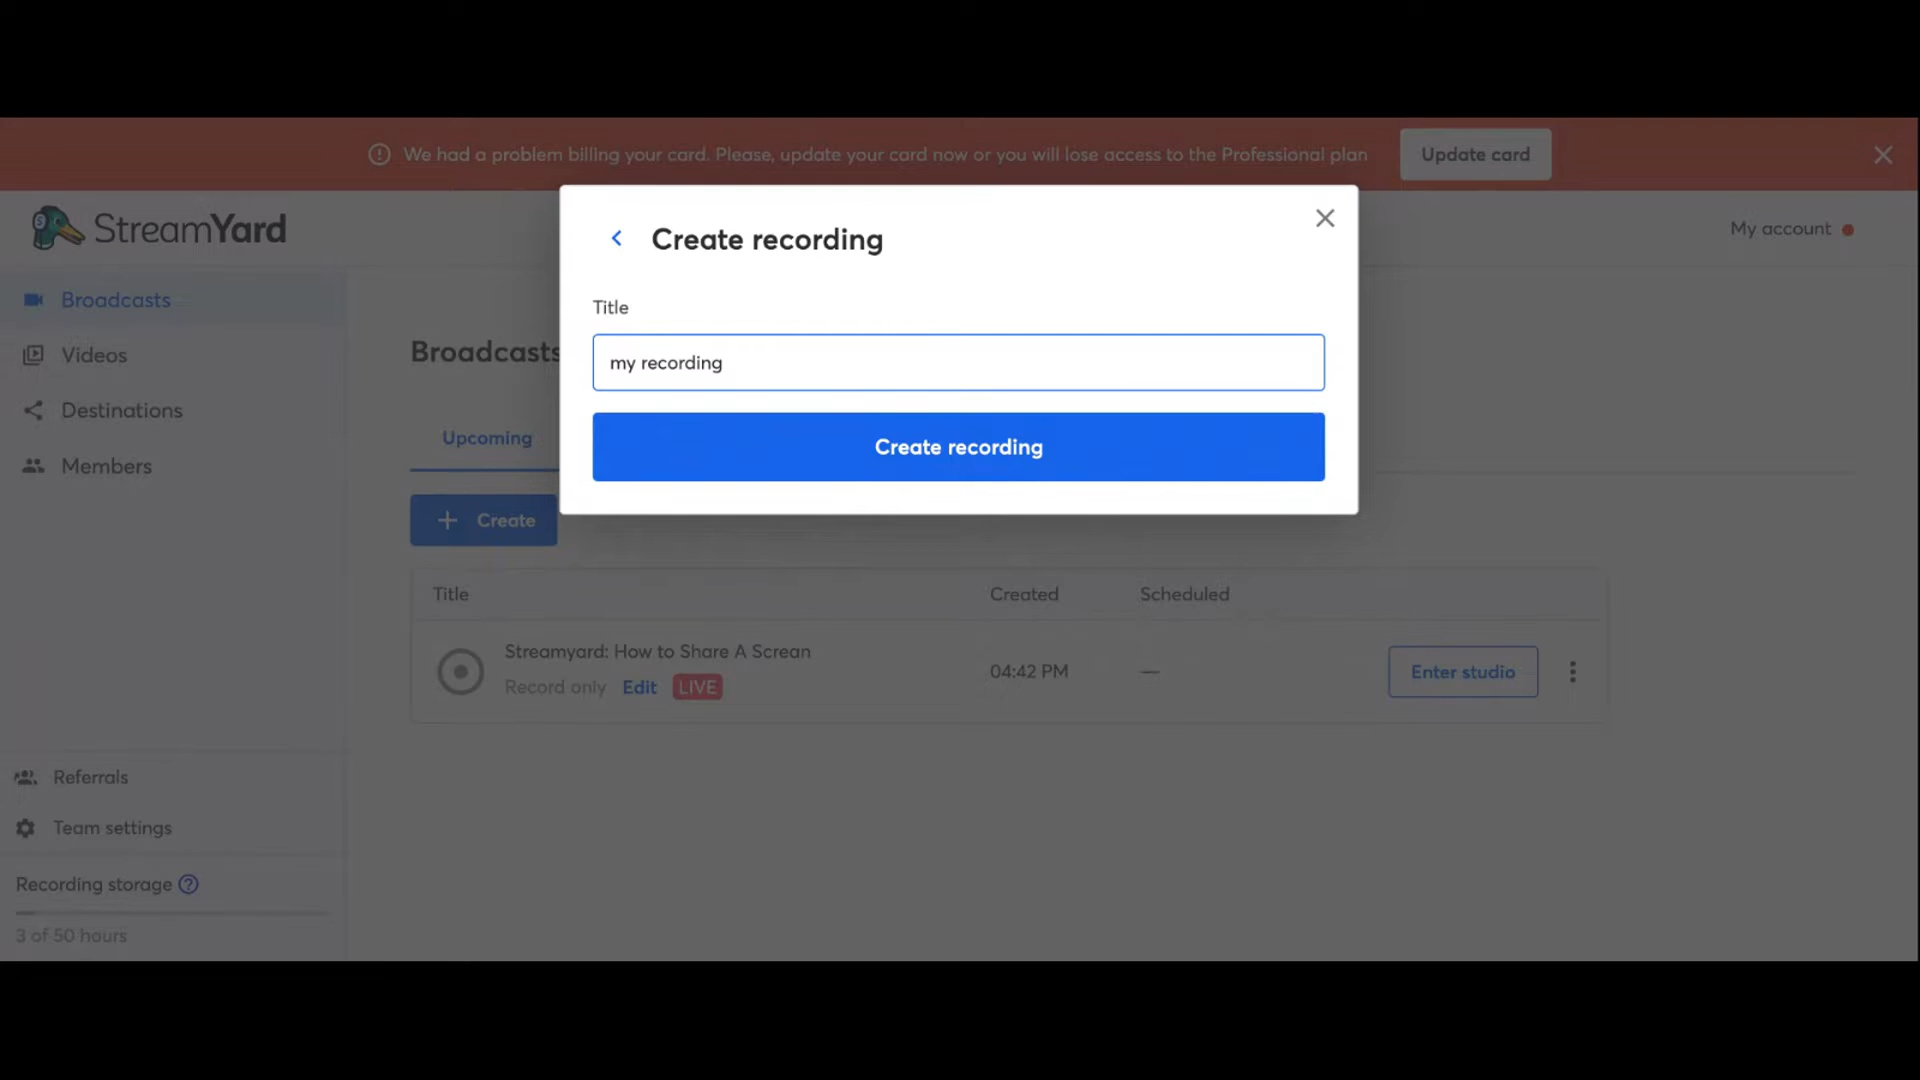 We had a problem billing your card. Please, update your card now or you will lose access to the Professional plan
Update card
StreamYard
My account
Broadcasts
Videos
Destinations
Members
Referrals
Team settings
Recording storage
3 of 50 hours
Broadcasts
Upcoming
Create
Create recording
Title
my recording
Create recording
Title Created Scheduled
Streamyard: How to Share A Screan
Record only Edit LIVE
04:42 PM
—
Enter studio